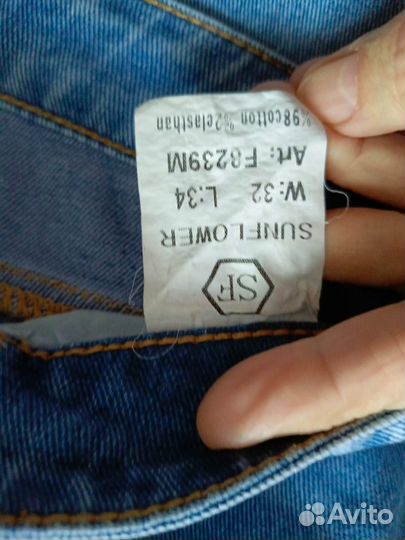 SF
SUNFLOWER
W:32 L:34
Art: F8239M
%98cotton %2elasthan
Avito